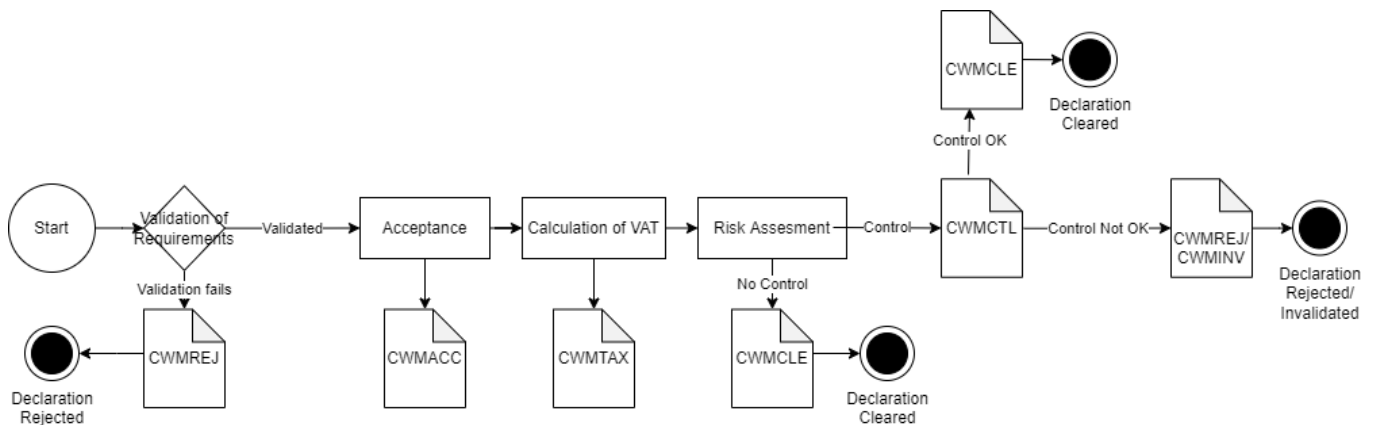 CWMCLE
Declaration
Cleared
Control OK
Start
Validation of
Requirements
Validated
Acceptance
Calculation of VAT
Risk Assesment
Control
CWMCTL
Control Not OK
CWMREJ/
CWMINV
Declaration
Rejected/
Invalidated
Validation fails
No Control
CWMREJ
CWMACC
CWMTAX
CWMCLE
Declaration
Rejected
Declaration
Cleared